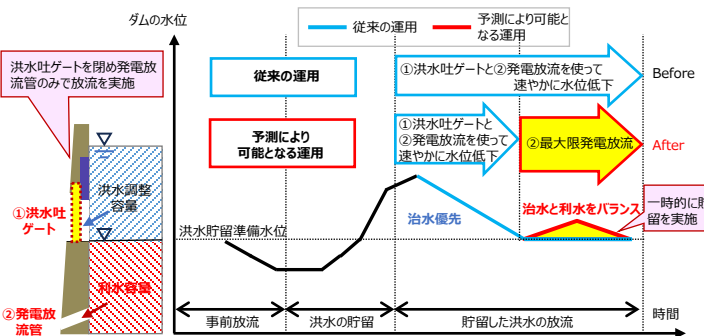 ダムの水位
従来の運用
予測により可能と
なる運用
洪水吐ゲートを閉め発電放
流管のみで放流を実施
従来の運用
①洪水吐ゲートと②発電放流を使って
速やかに水位低下
Before
予測により
可能となる運用
①洪水吐ゲートと
②発電放流を使って
速やかに水位低下
②最大限発電放流
After
洪水調整
容量
①洪水吐
ゲート
洪水貯留準備水位
治水優先
治水と利水をバランス
一時的に貯
留を実施
利水容量
②発電放
流管
事前放流
洪水の貯留
貯留した洪水の放流
時間